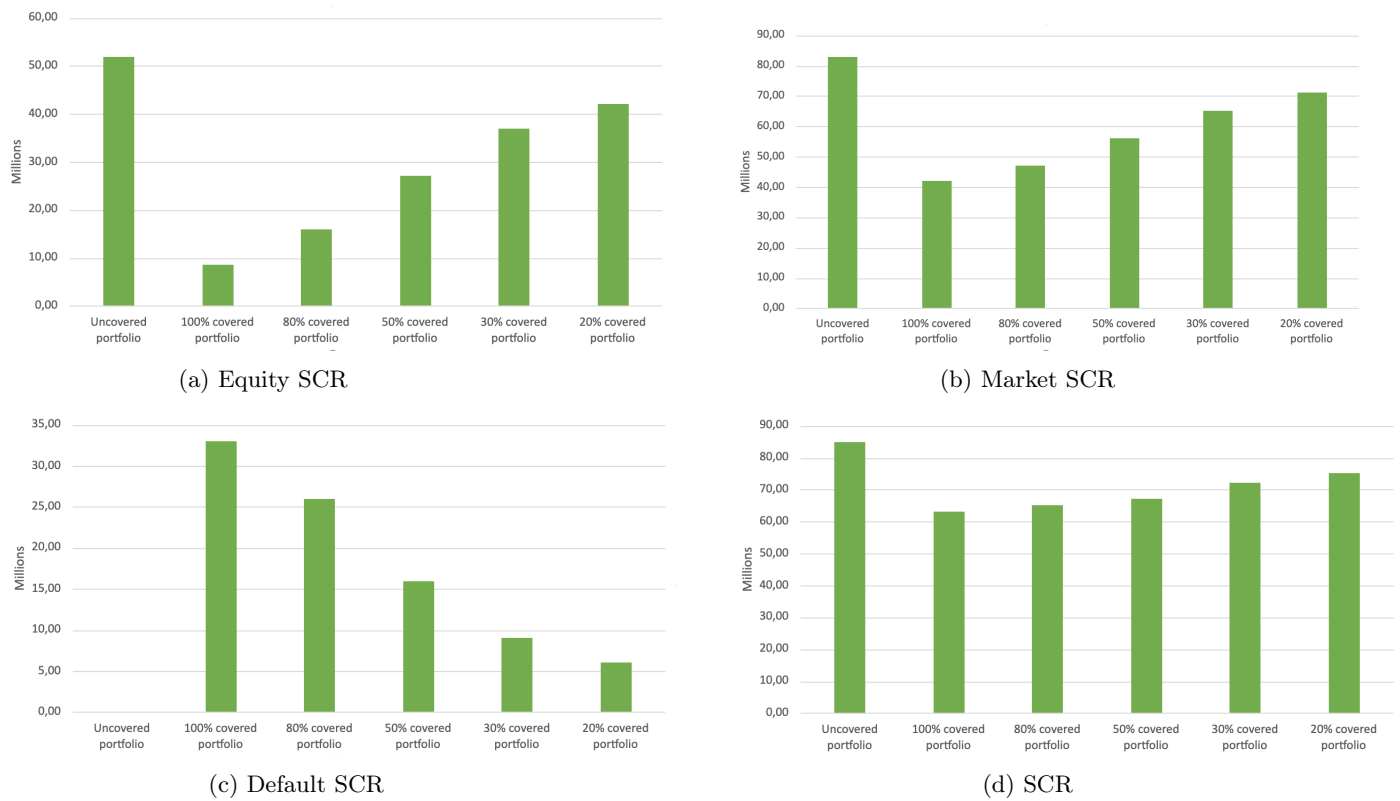 60,00
50,00
40,00
30,00
20,00
10,00
0,00
Millions
Uncovered portfolio
100% covered portfolio
80% covered portfolio
50% covered portfolio
30% covered portfolio
20% covered portfolio
(a) Equity SCR
90,00
80,00
70,00
60,00
50,00
40,00
30,00
20,00
10,00
0,00
Millions
Uncovered portfolio
100% covered portfolio
80% covered portfolio
50% covered portfolio
30% covered portfolio
20% covered portfolio
(b) Market SCR
35,00
30,00
25,00
20,00
15,00
10,00
5,00
0,00
Millions
Uncovered portfolio
100% covered portfolio
80% covered portfolio
50% covered portfolio
30% covered portfolio
20% covered portfolio
(c) Default SCR
90,00
80,00
70,00
60,00
50,00
40,00
30,00
20,00
10,00
0,00
Millions
Uncovered portfolio
100% covered portfolio
80% covered portfolio
50% covered portfolio
30% covered portfolio
20% covered portfolio
(d) SCR